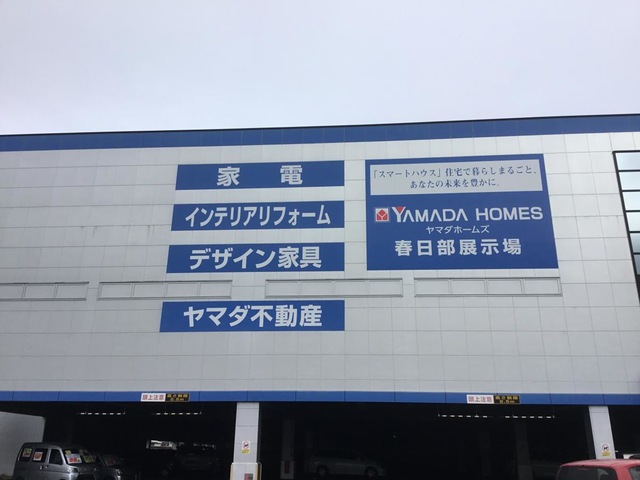 家電
インテリアリフォーム
デザイン家具
ヤマダ不動産
「スマートハウス」住宅で暮らしまるごと、
あなたの未来を豊かに。
YAMADA HOMES
ヤマダホームズ
春日部展示場
頭上注意
頭上注意